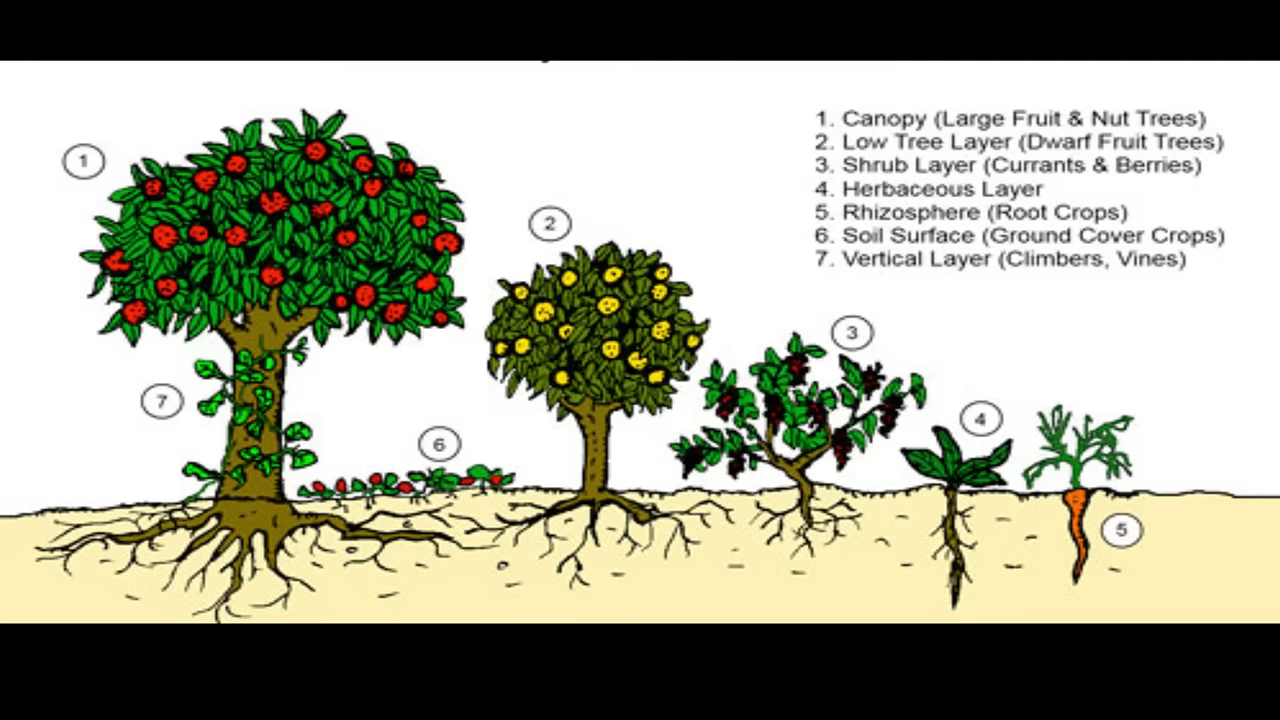 1. Canopy (Large Fruit & Nut Trees)
2. Low Tree Layer (Dwarf Fruit Trees)
3. Shrub Layer (Currants & Berries)
4. Herbaceous Layer
5. Rhizosphere (Root Crops)
6. Soil Surface (Ground Cover Crops)
7. Vertical Layer (Climbers, Vines)
1
2
3
7
6
4
5